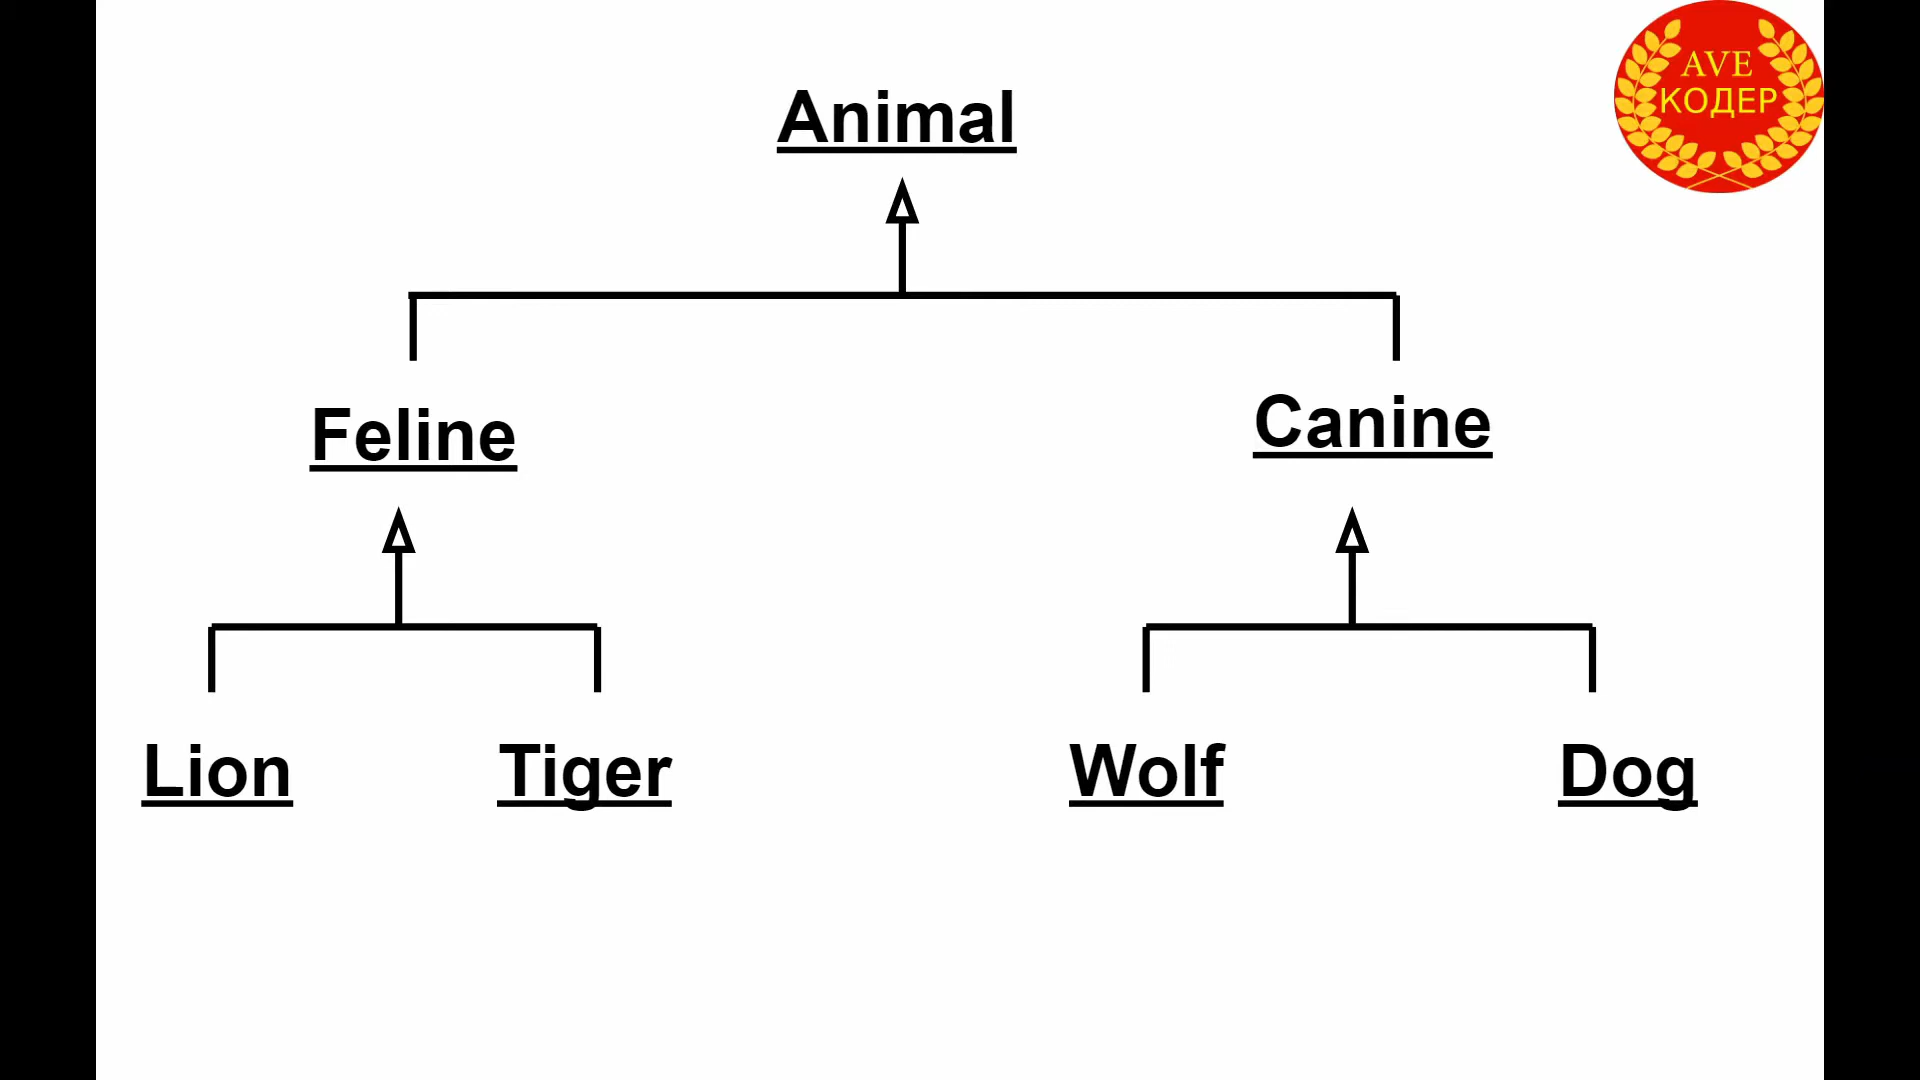 Animal
AVE
КОДЕР
Feline
Canine
Lion
Tiger
Wolf
Dog